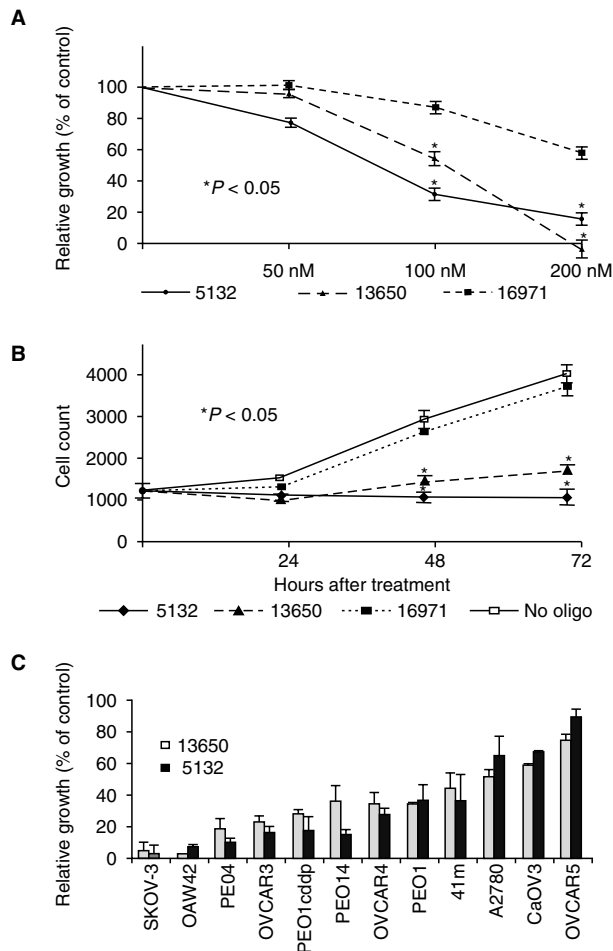 A
Relative growth (% of control)
100
80
60
40
20
0
*P < 0.05
*
*
*
*
50 nM 100 nM 200 nM
5132 13650 16971
B
Cell count
4000
3000
2000
1000
0
*P < 0.05
*
*
*
*
24 48 72
Hours after treatment
5132 13650 16971 No oligo
C
Relative growth (% of control)
100
80
60
40
20
0
13650
5132
SKOV-3
OAW42
PE04
OVCAR3
PEO1cddp
PEO14
OVCAR4
PEO1
41m
A2780
CaOV3
OVCAR5